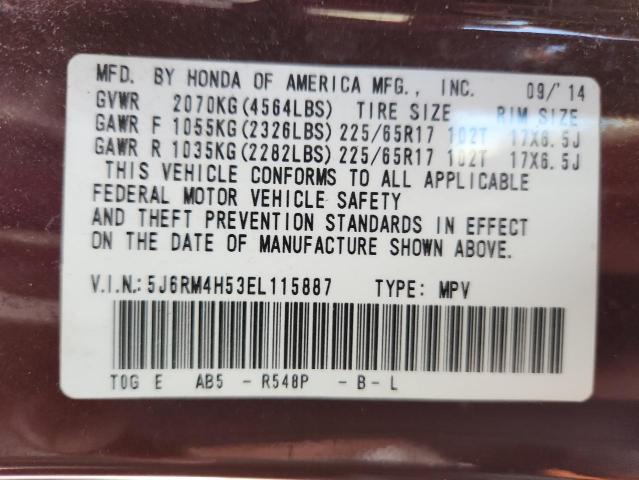 MFD. BY HONDA OF AMERICA MFG., INC. 09/'14
GVWR 2070KG(4564LBS) TIRE SIZE RIM SIZE
GAWR F 1055KG(2326LBS) 225/65R17 102T 17X6.5J
GAWR R 1035KG(2282LBS) 225/65R17 102T 17X6.5J
THIS VEHICLE CONFORMS TO ALL APPLICABLE
FEDERAL MOTOR VEHICLE SAFETY
AND THEFT PREVENTION STANDARDS IN EFFECT
ON THE DATE OF MANUFACTURE SHOWN ABOVE.
V.I.N.: 5J6RM4H53EL115887 TYPE: MPV
T0G E AB5 - R548P - B - L